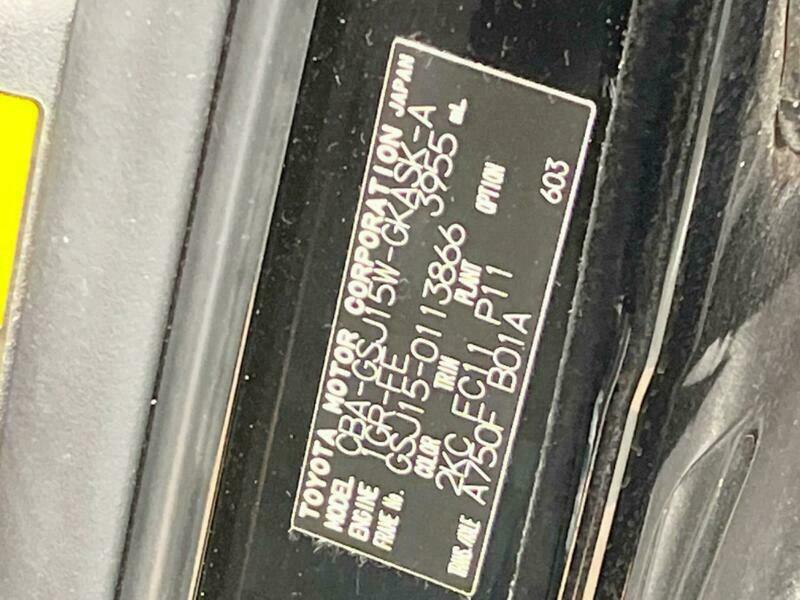 TOYOTA MOTOR CORPORATION JAPAN
MODEL CBA-GSJ15W-GKASK-A
ENGINE 1GR-FE 3955 mL
FRAME No. GSJ15-0113866
COLOR TRIM PLANT OPTION
2KC FC11 P11
TRANS./AXLE A750F B01A 603